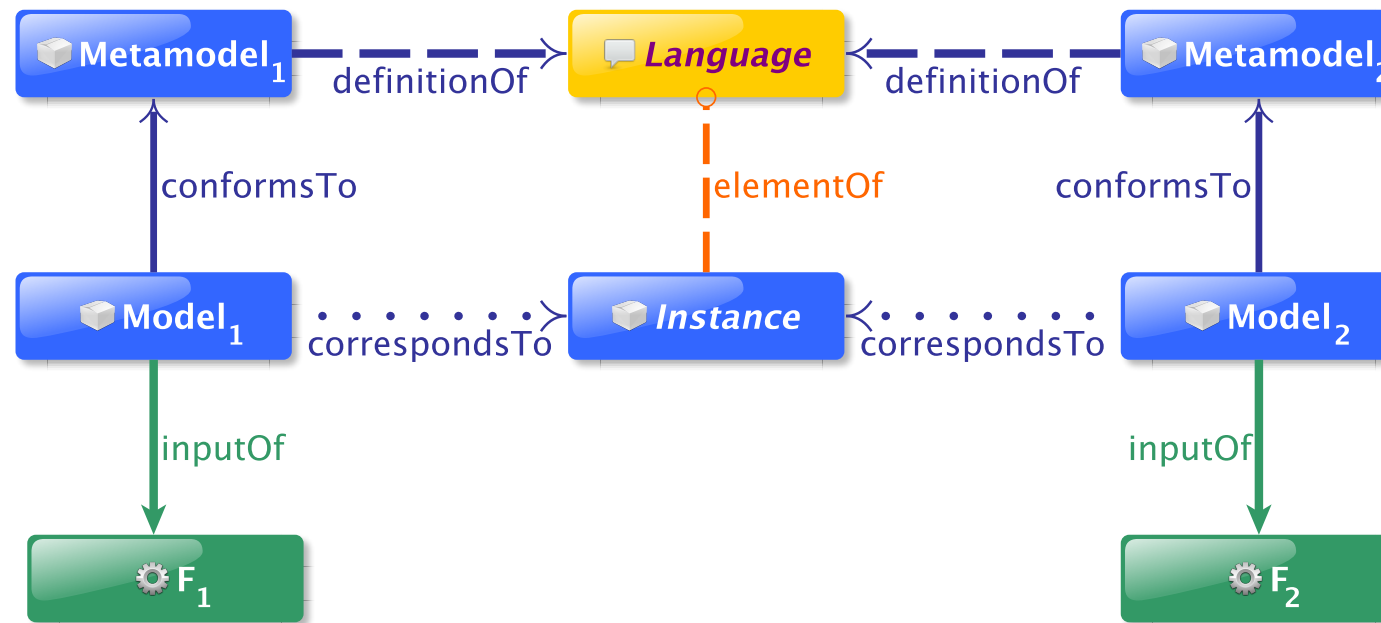 Metamodel1
Language
Metamodel2
definitionOf
definitionOf
conformsTo
elementOf
conformsTo
Model1
Instance
Model2
correspondsTo
correspondsTo
inputOf
inputOf
F1
F2